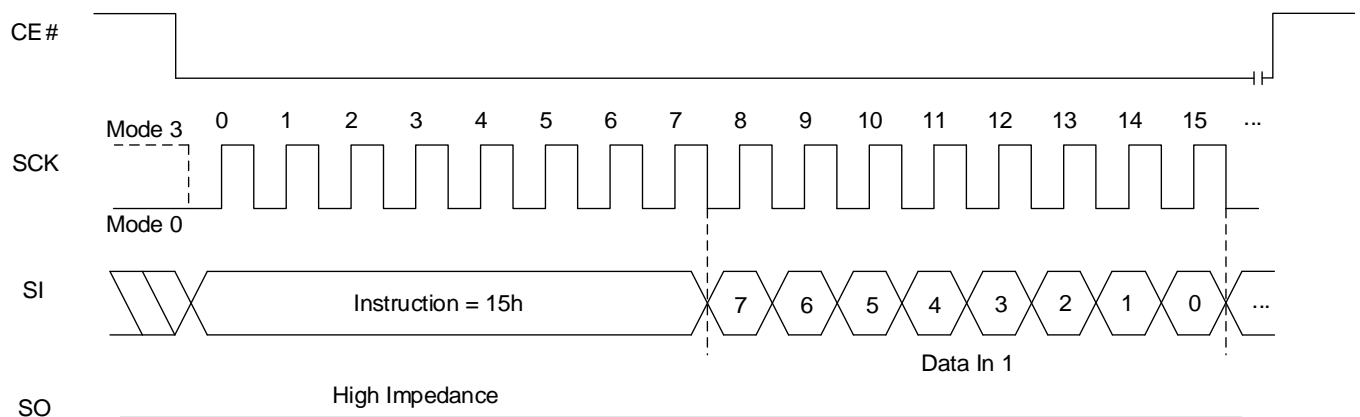 CE#
0 1 2 3 4 5 6 7 8 9 10 11 12 13 14 15 ...
Mode 3
SCK
Mode 0
SI
Instruction = 15h 7 6 5 4 3 2 1 0 ...
Data In 1
High Impedance
SO